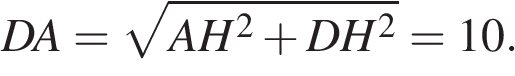 DA = √(AH² + DH²) = 10.